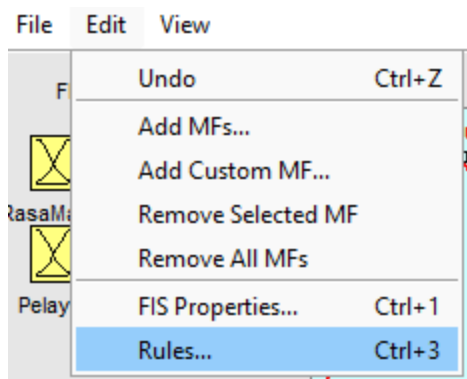 File Edit View
Undo Ctrl+Z
Add MFs...
Add Custom MF...
Remove Selected MF
Remove All MFs
FIS Properties... Ctrl+1
Rules... Ctrl+3